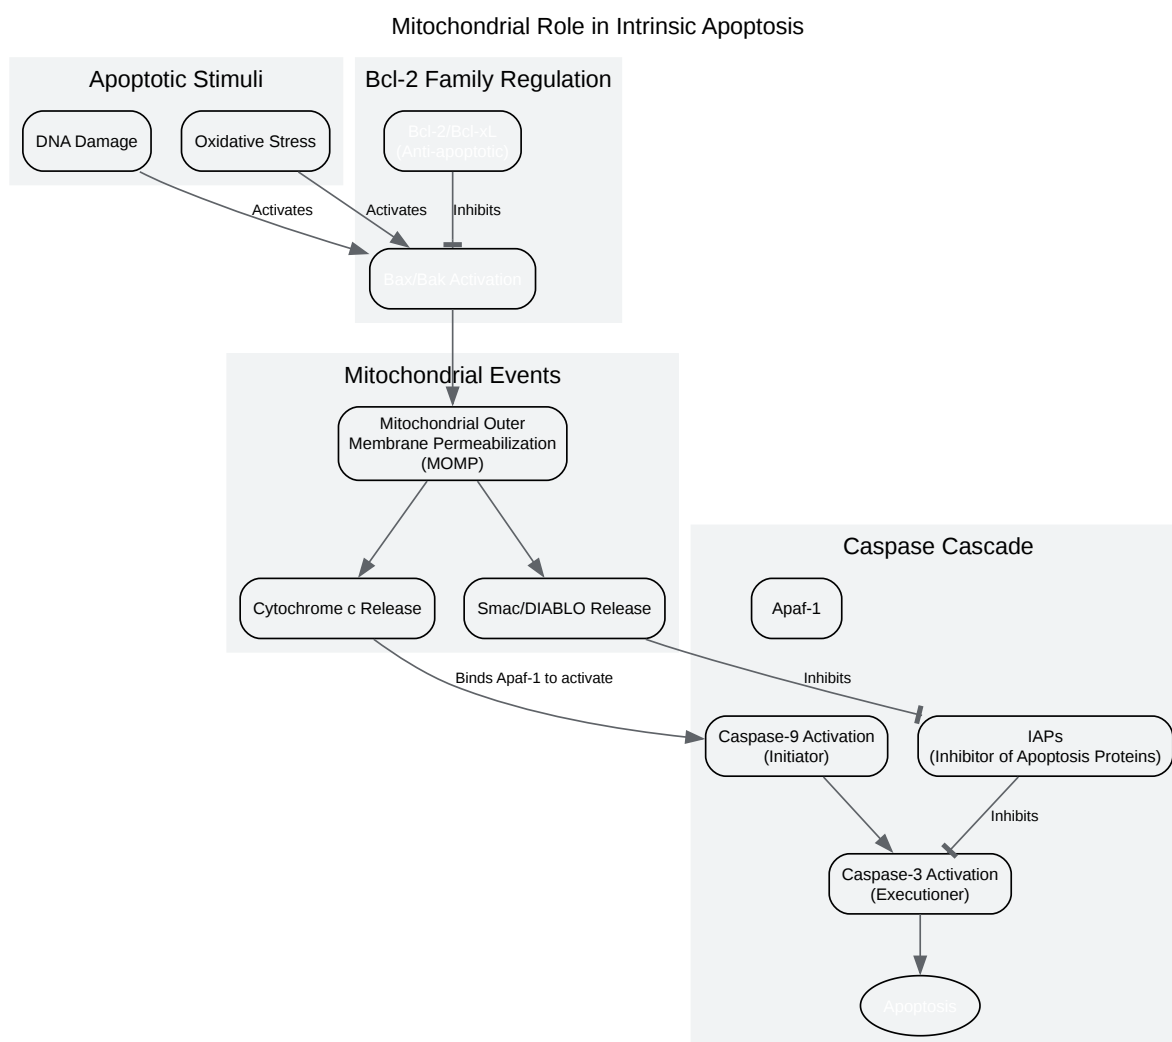 Mitochondrial Role in Intrinsic Apoptosis
Apoptotic Stimuli
DNA Damage
Oxidative Stress
Bcl-2 Family Regulation
Bcl-2/Bcl-xL
(Anti-apoptotic)
Activates
Activates
Inhibits
Bax/Bak Activation
Mitochondrial Events
Mitochondrial Outer
Membrane Permeabilization
(MOMP)
Cytochrome c Release
Smac/DIABLO Release
Caspase Cascade
Apaf-1
Binds Apaf-1 to activate
Inhibits
Caspase-9 Activation
(Initiator)
IAPs
(Inhibitor of Apoptosis Proteins)
Inhibits
Caspase-3 Activation
(Executioner)
Apoptosis